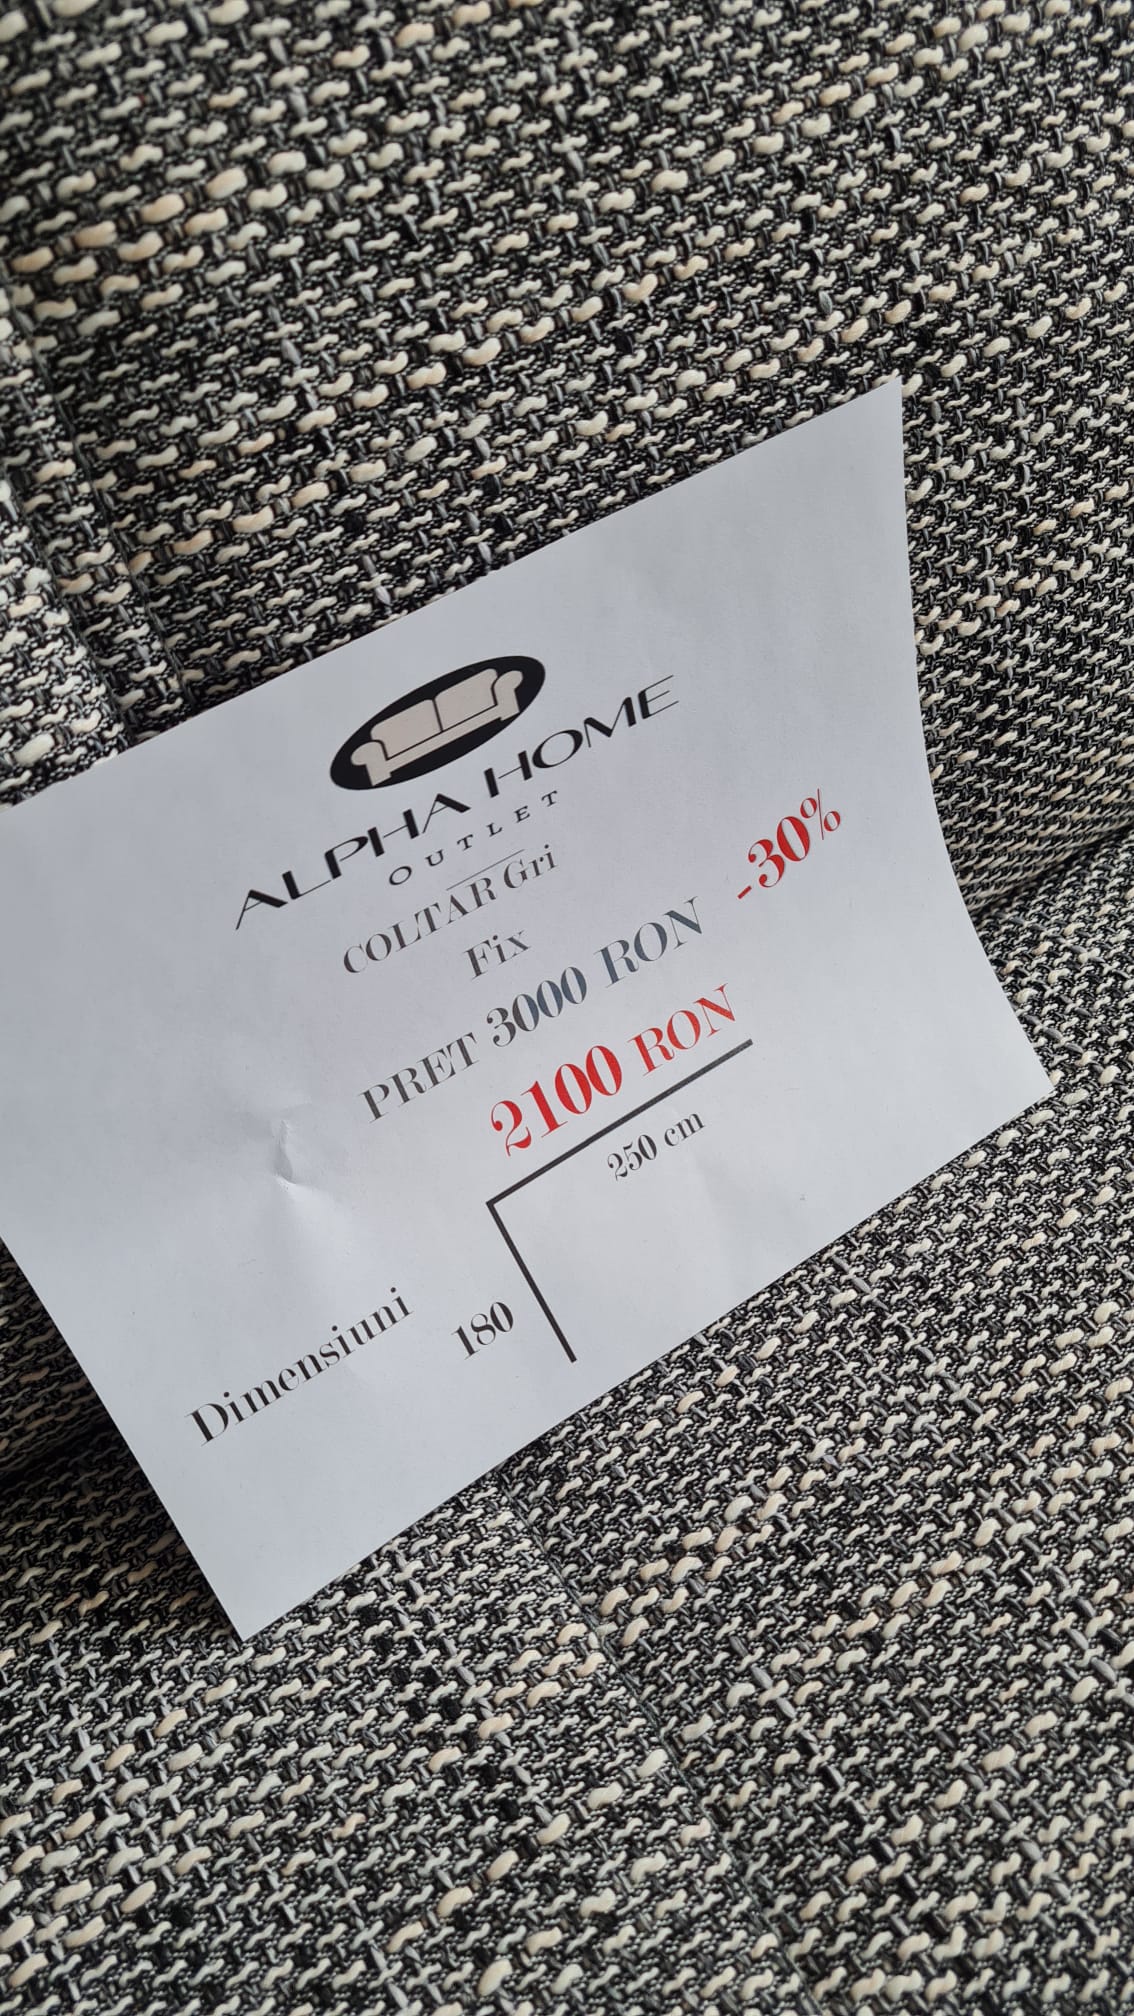 ALPHA HOME
OUTLET
COLTAR Gri
Fix
PRET 3000 RON -30%
2100 RON
250 cm
Dimensiuni 180